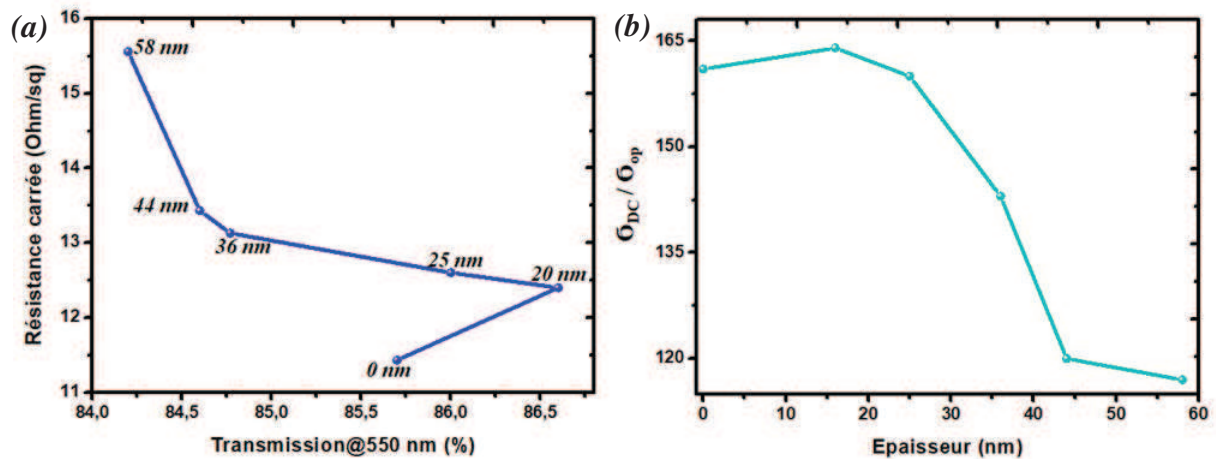 (a)
Résistance carrée (Ohm/sq)
16
15
14
13
12
11
58 nm
44 nm
36 nm
25 nm
20 nm
0 nm
84,0 84,5 85,0 85,5 86,0 86,5
Transmission@550 nm (%)
(b)
σDC / σop
165
150
135
120
0 10 20 30 40 50 60
Epaisseur (nm)